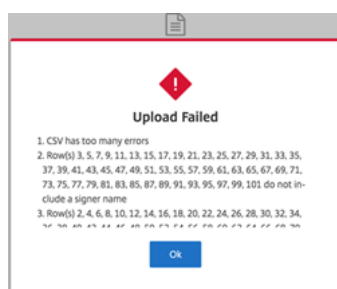 Upload Failed
1. CSV has too many errors
2. Row(s) 3, 5, 7, 9, 11, 13, 15, 17, 19, 21, 23, 25, 27, 29, 31, 33, 35,
37, 39, 41, 43, 45, 47, 49, 51, 53, 55, 57, 59, 61, 63, 65, 67, 69, 71,
73, 75, 77, 79, 81, 83, 85, 87, 89, 91, 93, 95, 97, 99, 101 do not in-
clude a signer name
3. Row(s) 2, 4, 6, 8, 10, 12, 14, 16, 18, 20, 22, 24, 26, 28, 30, 32, 34,
Ok